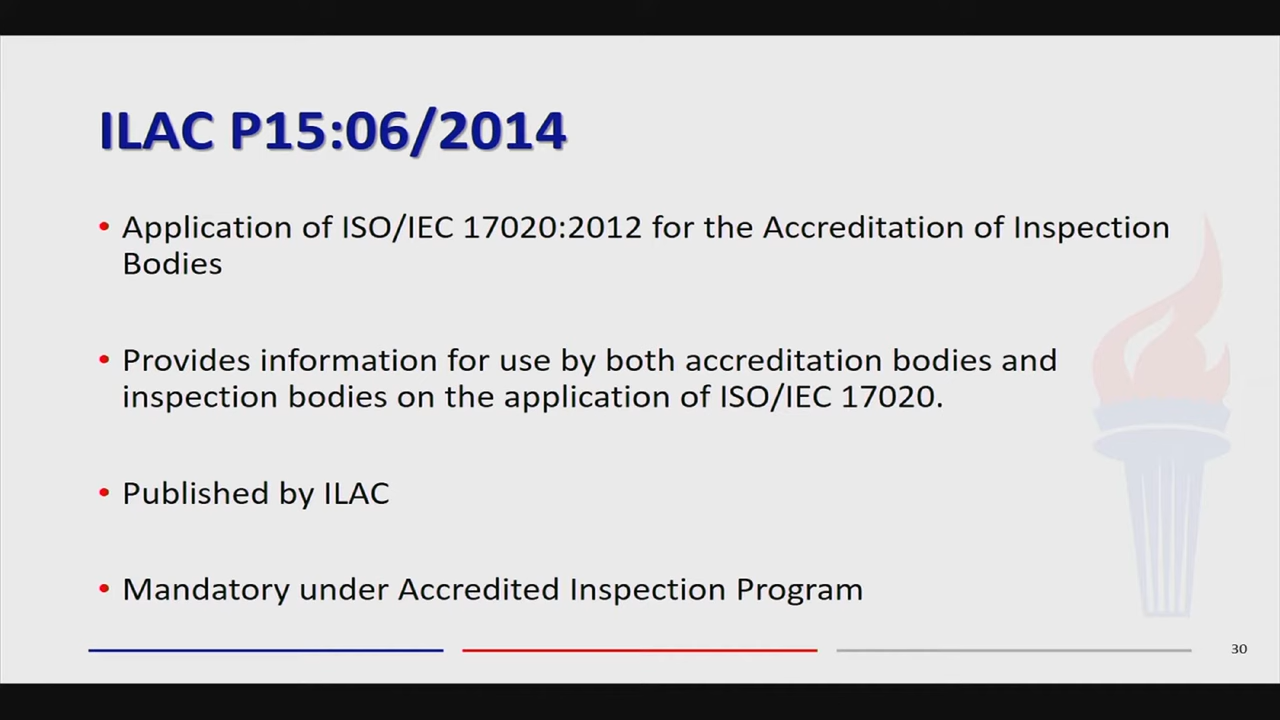 ILAC P15:06/2014
• Application of ISO/IEC 17020:2012 for the Accreditation of Inspection
Bodies
• Provides information for use by both accreditation bodies and
inspection bodies on the application of ISO/IEC 17020.
• Published by ILAC
• Mandatory under Accredited Inspection Program
30